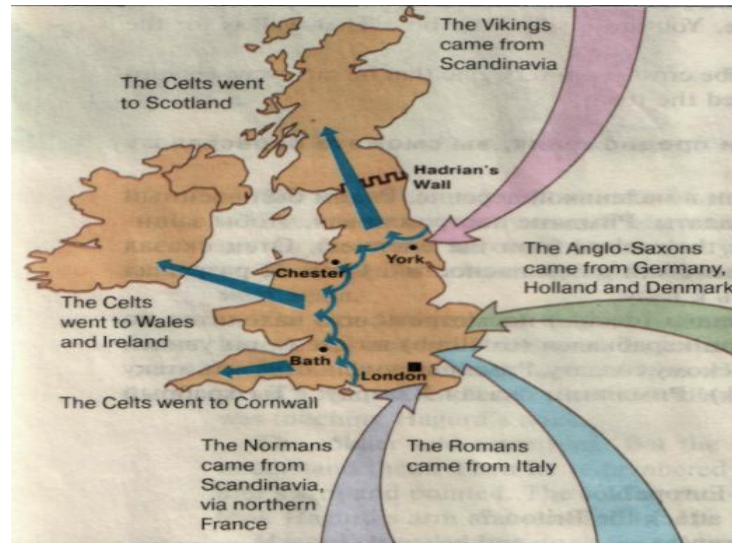 The Vikings
came from
Scandinavia
The Celts went
to Scotland
Hadrian's
Wall
York
Chester
The Anglo-Saxons
came from Germany,
Holland and Denmark
The Celts
went to Wales
and Ireland
Bath
London
The Celts went to Cornwall
The Normans
came from
Scandinavia,
via northern
France
The Romans
came from Italy